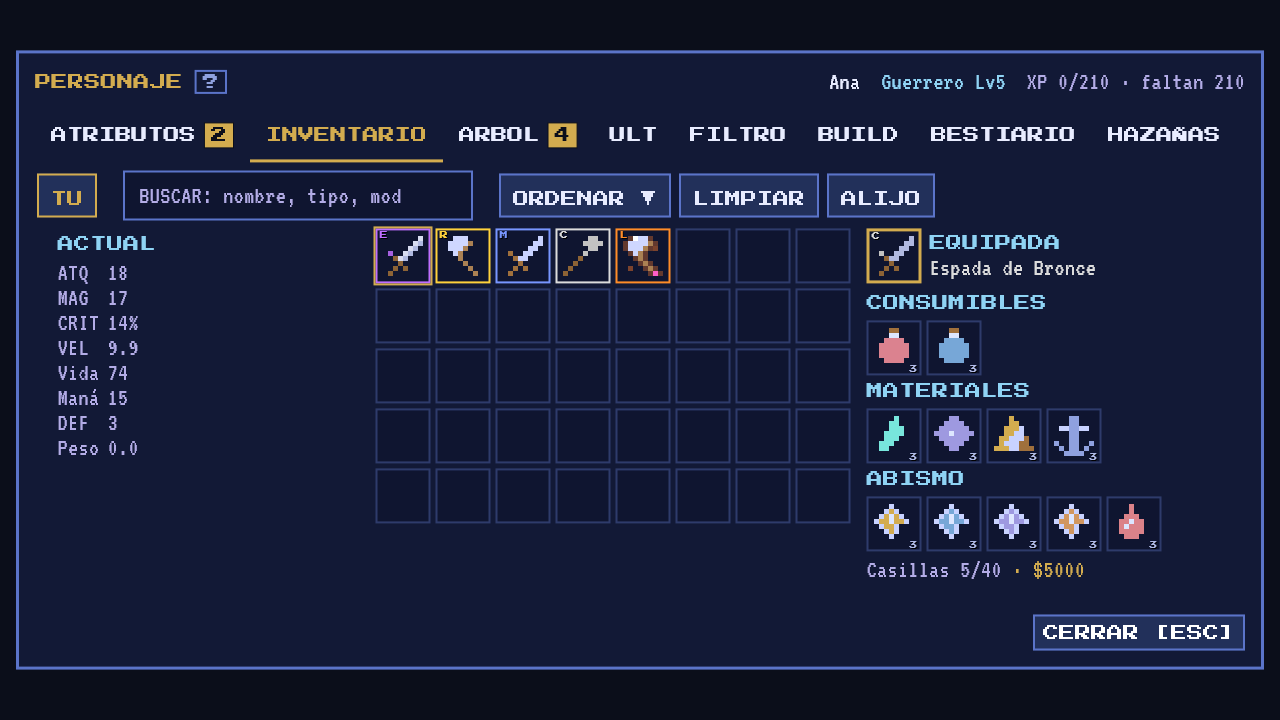 PERSONAJE ?
Ana Guerrero Lv5 XP 0/210 · faltan 210
ATRIBUTOS 2 INVENTARIO ARBOL 4 ULT FILTRO BUILD BESTIARIO HAZAÑAS
TU BUSCAR: nombre, tipo, mod ORDENAR ▼ LIMPIAR ALIJO
ACTUAL
ATQ 18
MAG 17
CRIT 14%
VEL 9.9
Vida 74
Maná 15
DEF 3
Peso 0.0
E R M C L
C EQUIPADA
Espada de Bronce
CONSUMIBLES
3 3
MATERIALES
3 3 3 3
ABISMO
3 3 3 3 3
Casillas 5/40 · $5000
CERRAR [ESC]